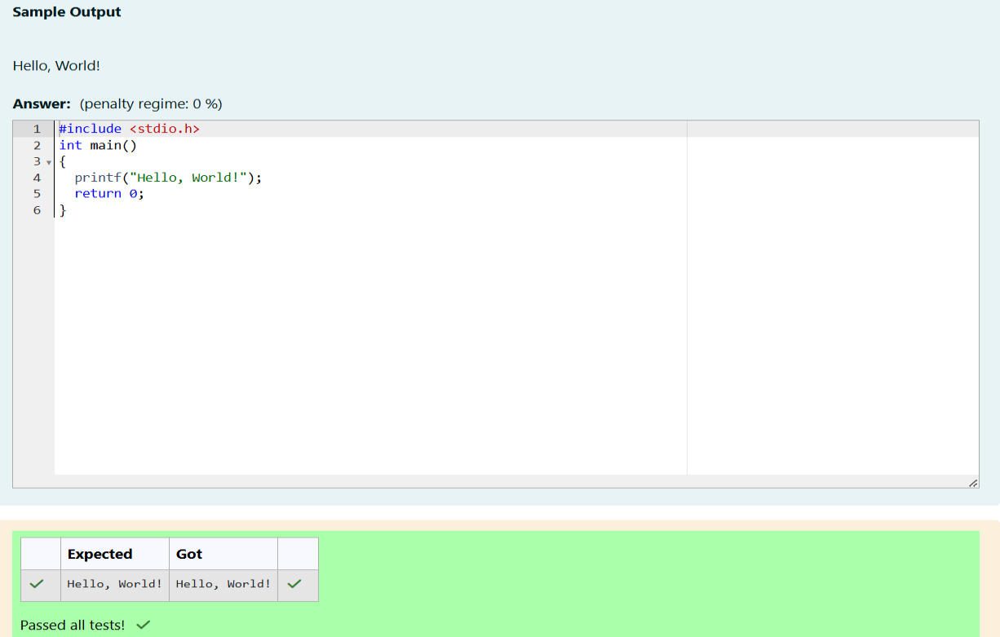 Sample Output
Hello, World!
Answer: (penalty regime: 0 %)
1 #include <stdio.h>
2 int main()
3 {
4 printf("Hello, World!");
5 return 0;
6 }
Expected Got
Hello, World! Hello, World!
Passed all tests!